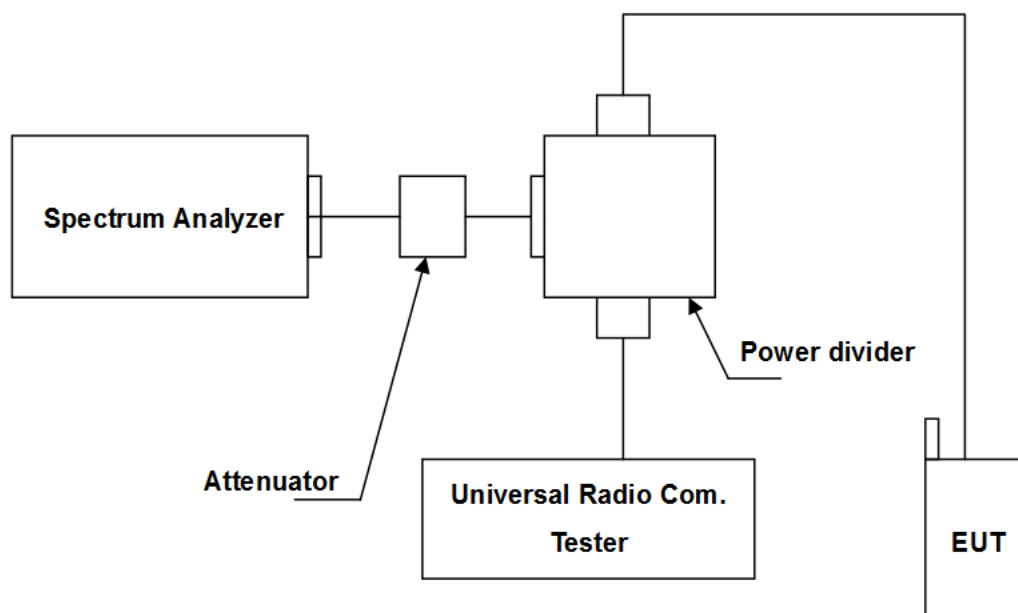 Spectrum Analyzer
Power divider
Attenuator
Universal Radio Com.
Tester
EUT